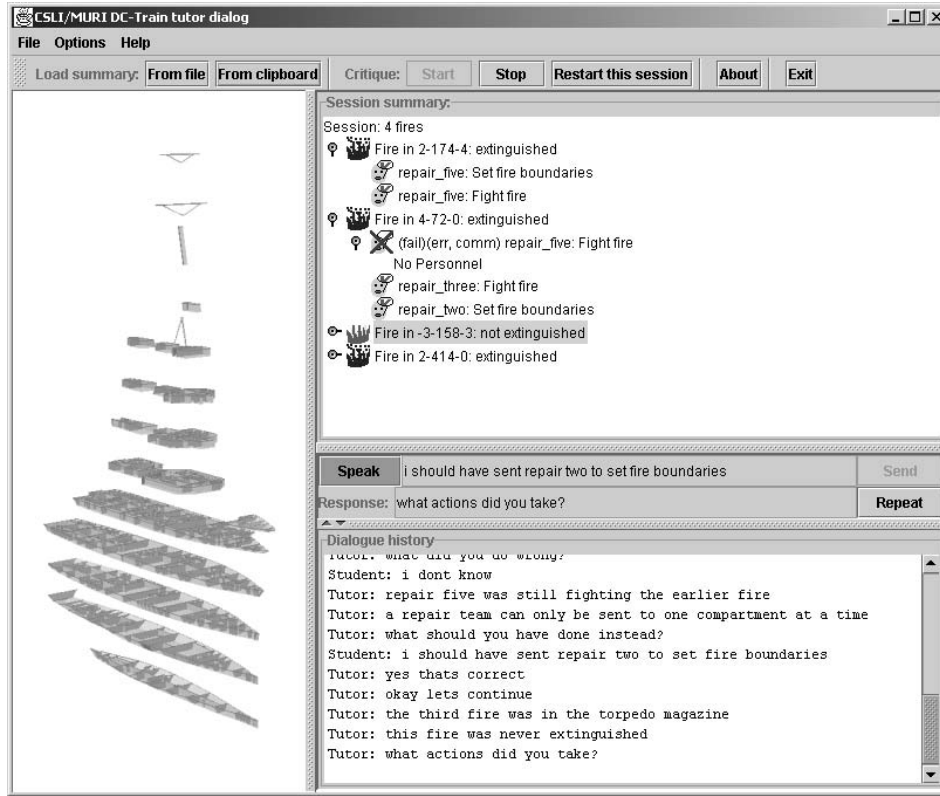 CSLI/MURI DC-Train tutor dialog
File Options Help
Load summary: From file From clipboard Critique: Start Stop Restart this session About Exit
Session summary:
Session: 4 fires
Fire in 2-174-4: extinguished
repair_five: Set fire boundaries
repair_five: Fight fire
Fire in 4-72-0: extinguished
(fail)(err, comm) repair_five: Fight fire
No Personnel
repair_three: Fight fire
repair_two: Set fire boundaries
Fire in -3-158-3: not extinguished
Fire in 2-414-0: extinguished
Speak i should have sent repair two to set fire boundaries Send
Response: what actions did you take? Repeat
Dialogue history
Tutor: what did you do wrong?
Student: i dont know
Tutor: repair five was still fighting the earlier fire
Tutor: a repair team can only be sent to one compartment at a time
Tutor: what should you have done instead?
Student: i should have sent repair two to set fire boundaries
Tutor: yes thats correct
Tutor: okay lets continue
Tutor: the third fire was in the torpedo magazine
Tutor: this fire was never extinguished
Tutor: what actions did you take?